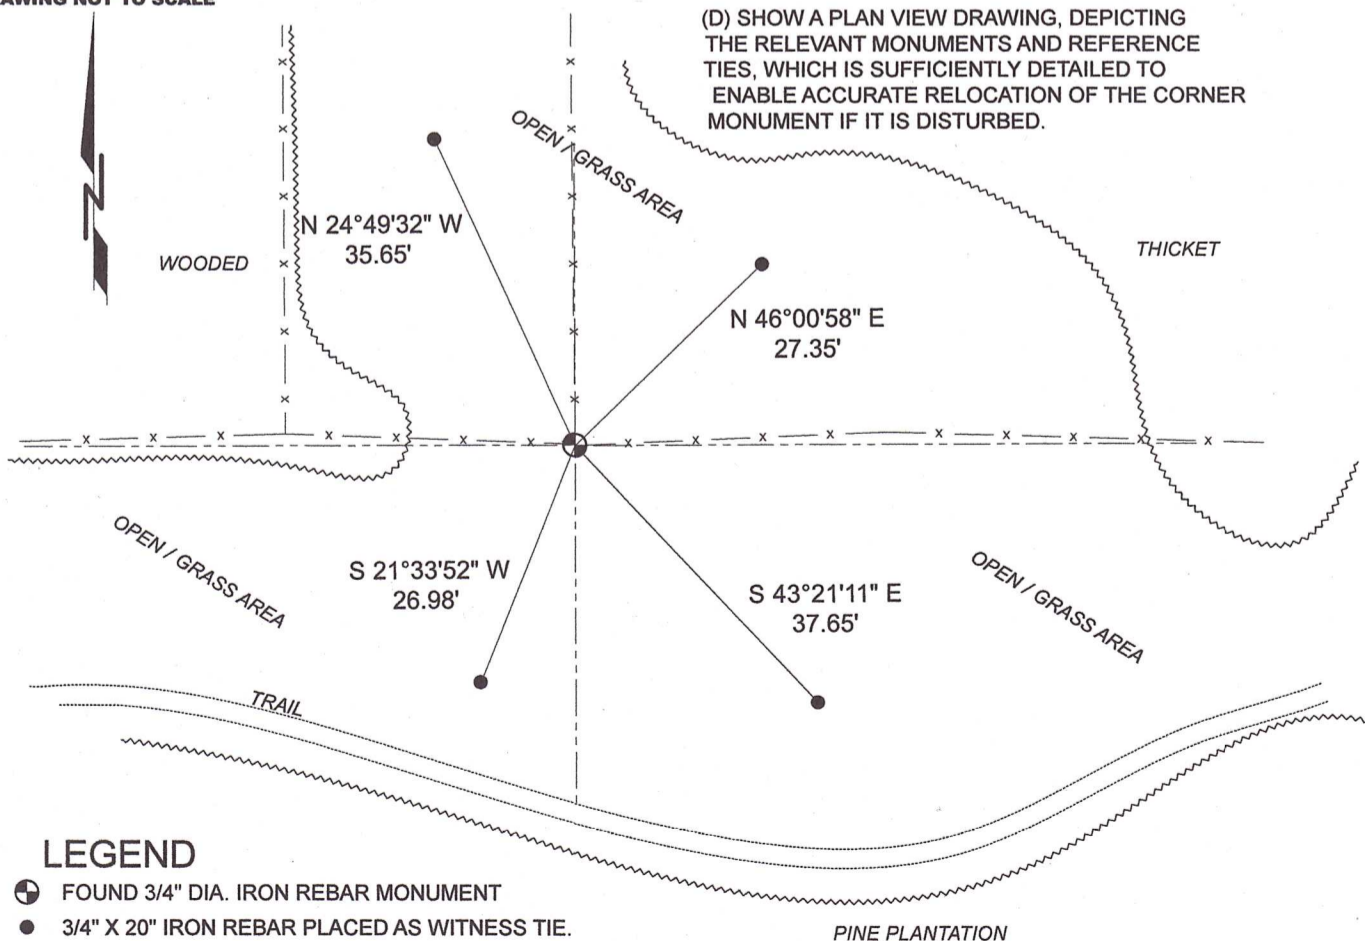 (D) SHOW A PLAN VIEW DRAWING, DEPICTING
THE RELEVANT MONUMENTS AND REFERENCE
TIES, WHICH IS SUFFICIENTLY DETAILED TO
ENABLE ACCURATE RELOCATION OF THE CORNER
MONUMENT IF IT IS DISTURBED.
OPEN / GRASS AREA
N 24°49'32" W
35.65'
WOODED
THICKET
N 46°00'58" E
27.35'
OPEN / GRASS AREA
S 21°33'52" W
26.98'
S 43°21'11" E
37.65'
OPEN / GRASS AREA
TRAIL
LEGEND
FOUND 3/4" DIA. IRON REBAR MONUMENT
3/4" X 20" IRON REBAR PLACED AS WITNESS TIE.
PINE PLANTATION